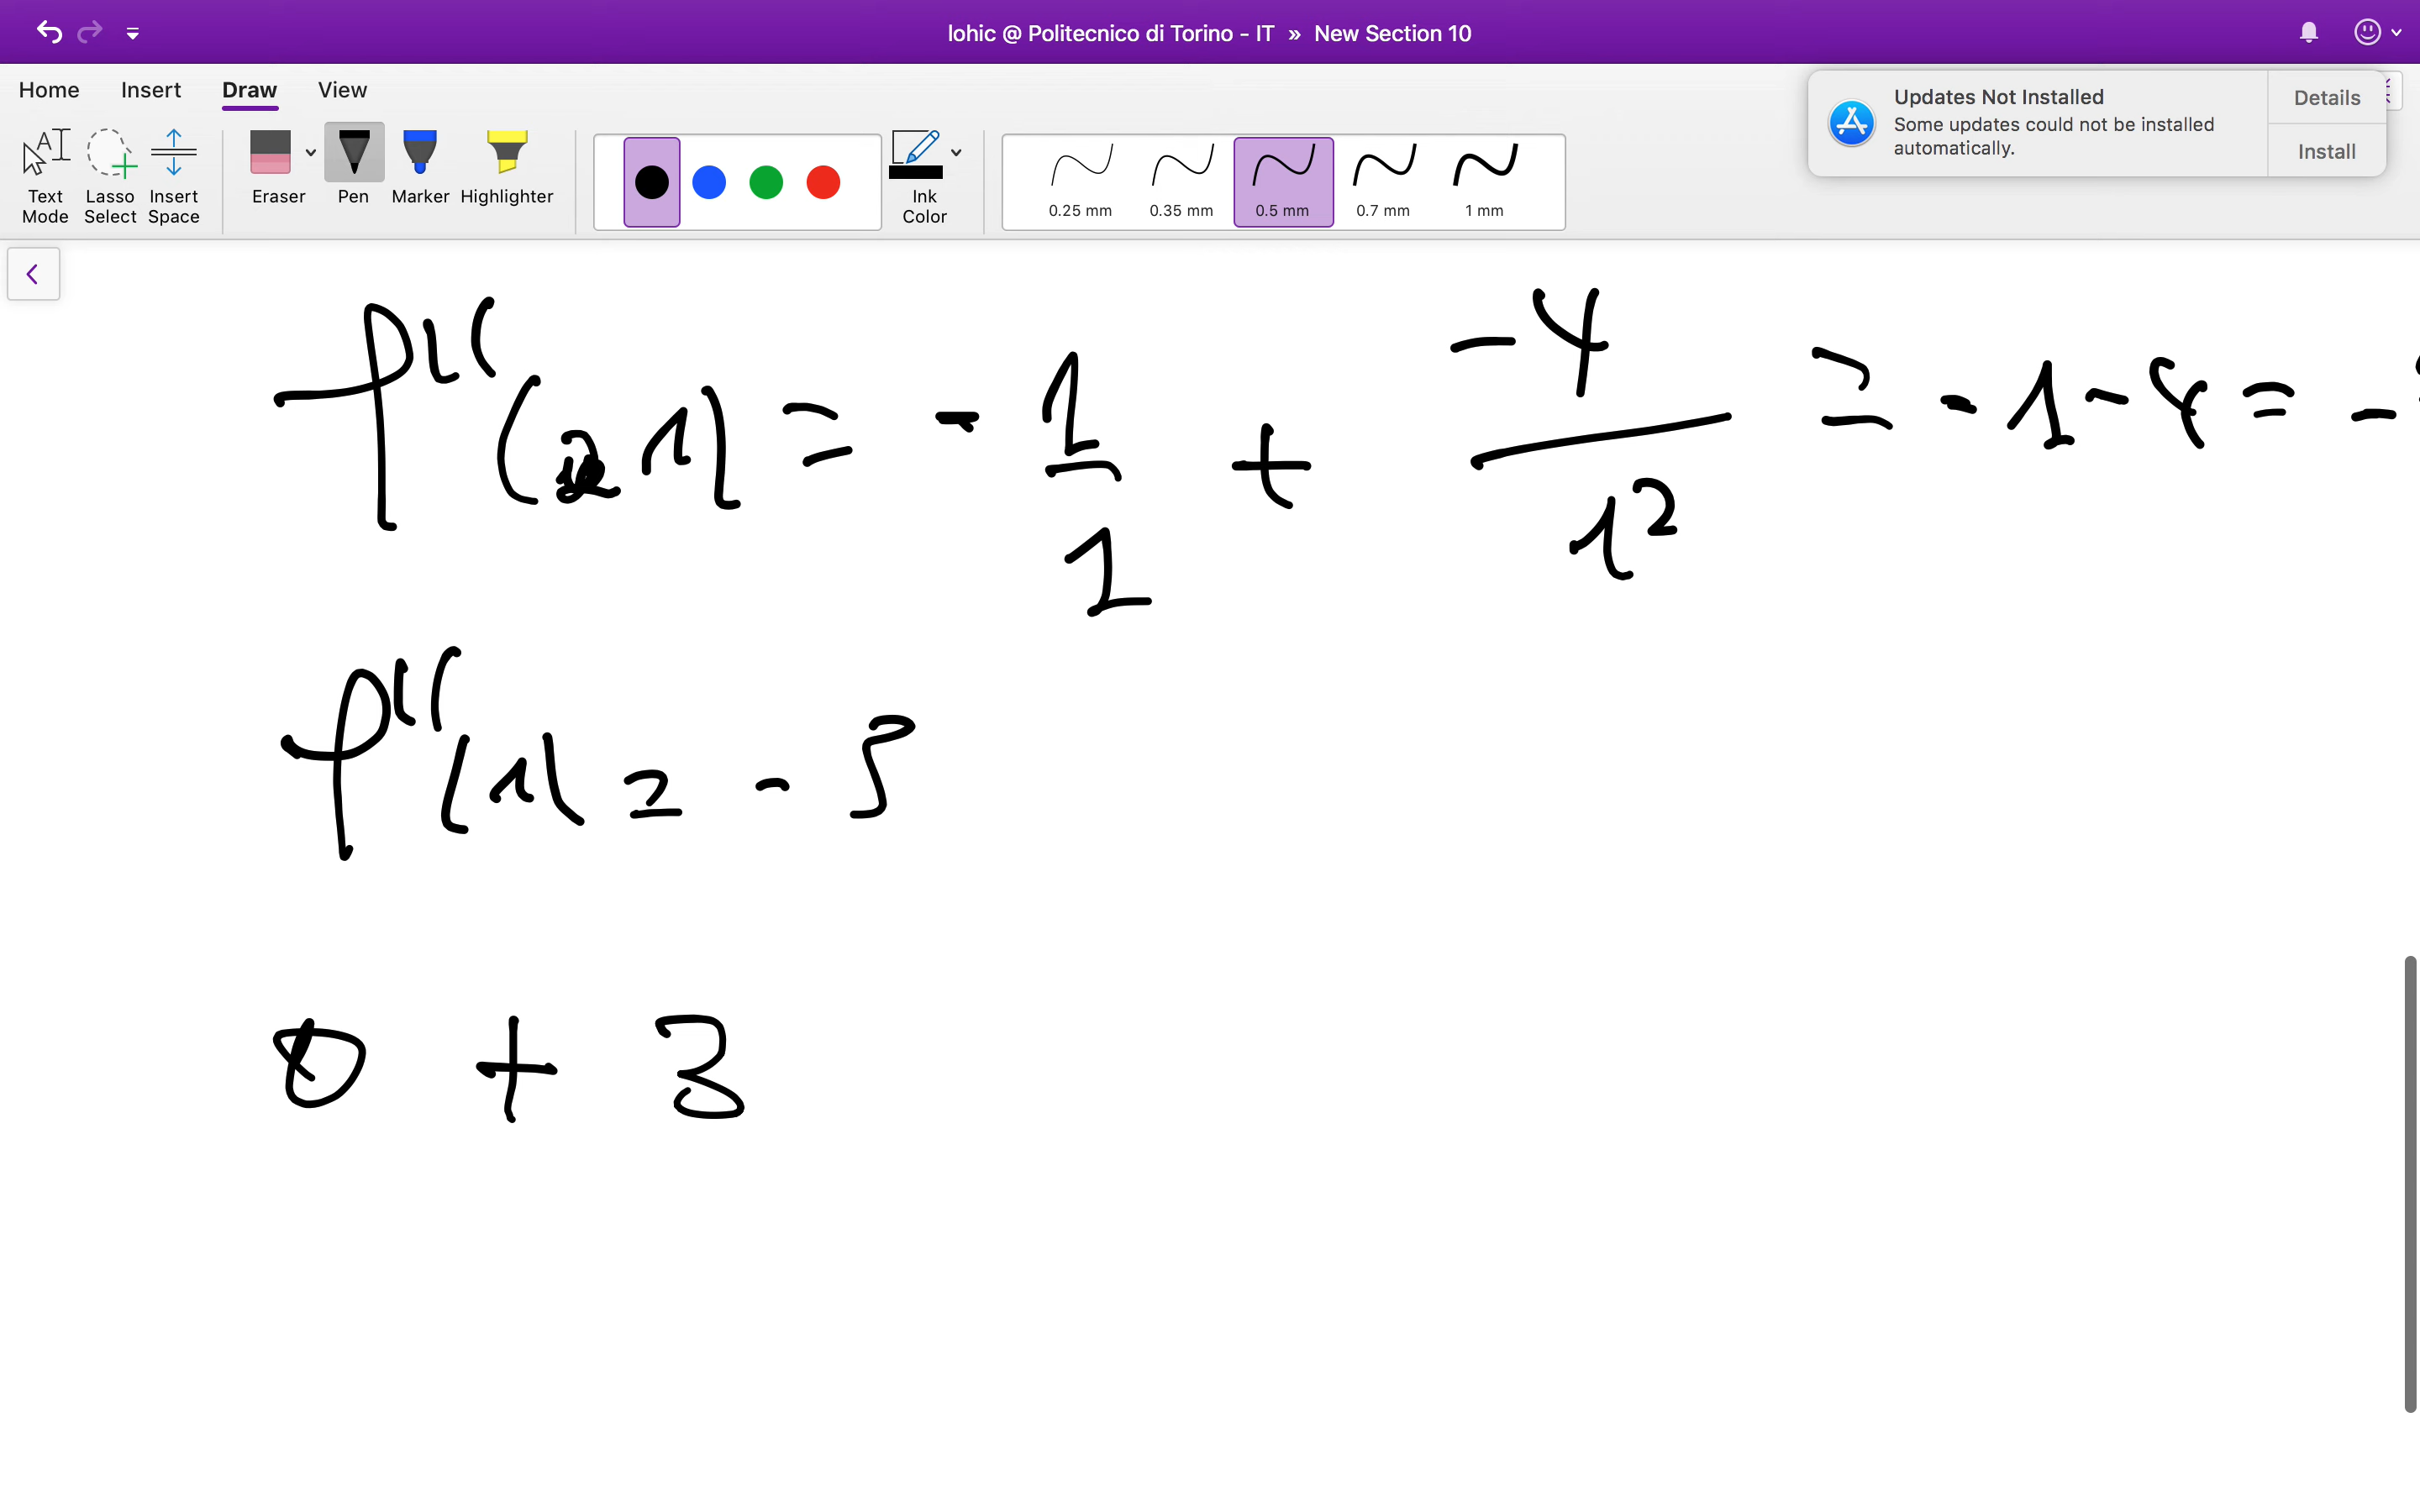 lohic @ Politecnico di Torino - IT » New Section 10
Home Insert Draw View
Updates Not Installed
Some updates could not be installed
automatically.
Details
Install
Text Mode
Lasso Select
Insert Space
Eraser
Pen
Marker
Highlighter
Ink Color
0.25 mm
0.35 mm
0.5 mm
0.7 mm
1 mm
f''(1) = - 1/1 + -4/1² = -1-4 = -
f''(1) = -5
0 + 3